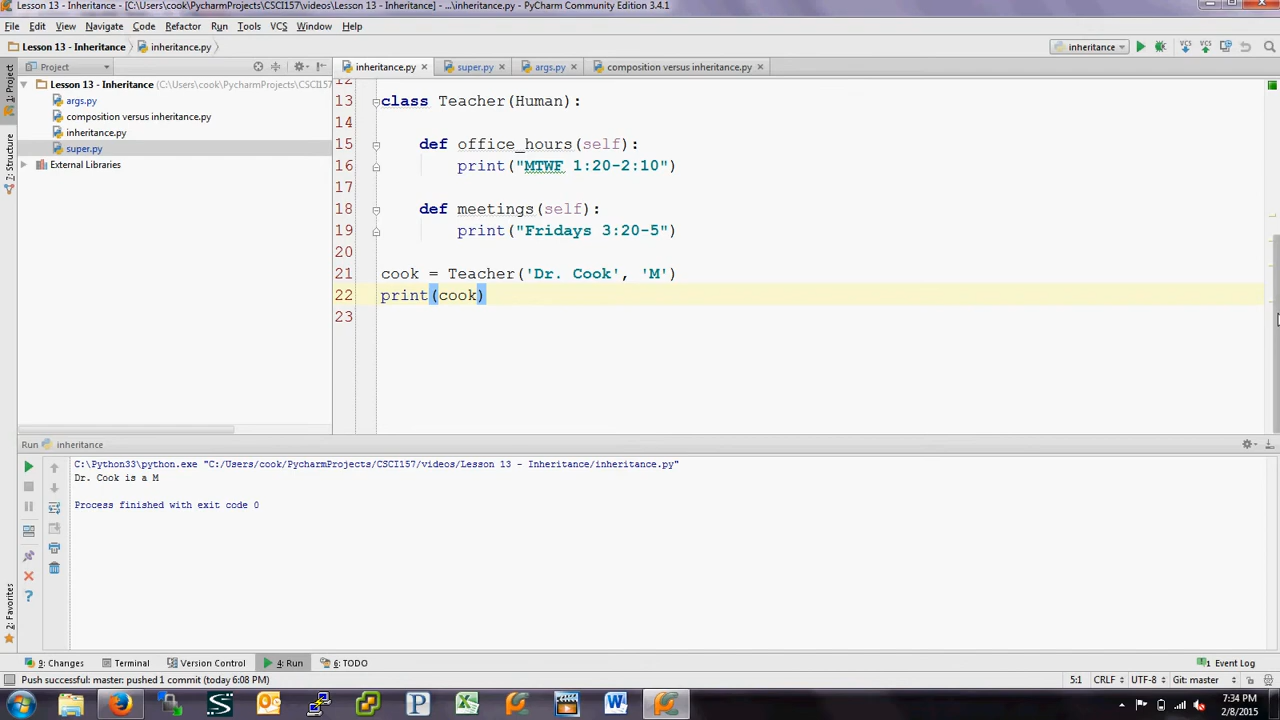 Lesson 13 - Inheritance - [C:\Users\cook\PycharmProjects\CSCI157\videos\Lesson 13 - Inheritance] - ...\inheritance.py - PyCharm Community Edition 3.4.1
File Edit View Navigate Code Refactor Run Tools VCS Window Help
Lesson 13 - Inheritance inheritance.py inheritance
Project inheritance.py super.py args.py composition versus inheritance.py
1: Project
7: Structure
2: Favorites
Lesson 13 - Inheritance (C:\Users\cook\PycharmProjects\CSCI157
args.py
composition versus inheritance.py
inheritance.py
super.py
External Libraries
12
13 class Teacher(Human):
14
15 def office_hours(self):
16 print("MTWF 1:20-2:10")
17
18 def meetings(self):
19 print("Fridays 3:20-5")
20
21 cook = Teacher('Dr. Cook', 'M')
22 print(cook)
23
Run inheritance
C:\Python33\python.exe "C:/Users/cook/PycharmProjects/CSCI157/videos/Lesson 13 - Inheritance/inheritance.py"
Dr. Cook is a M
Process finished with exit code 0
9: Changes Terminal Version Control 4: Run 6: TODO 1 Event Log
Push successful: master: pushed 1 commit (today 6:08 PM) 5:1 CRLF UTF-8 Git: master
7:34 PM
2/8/2015